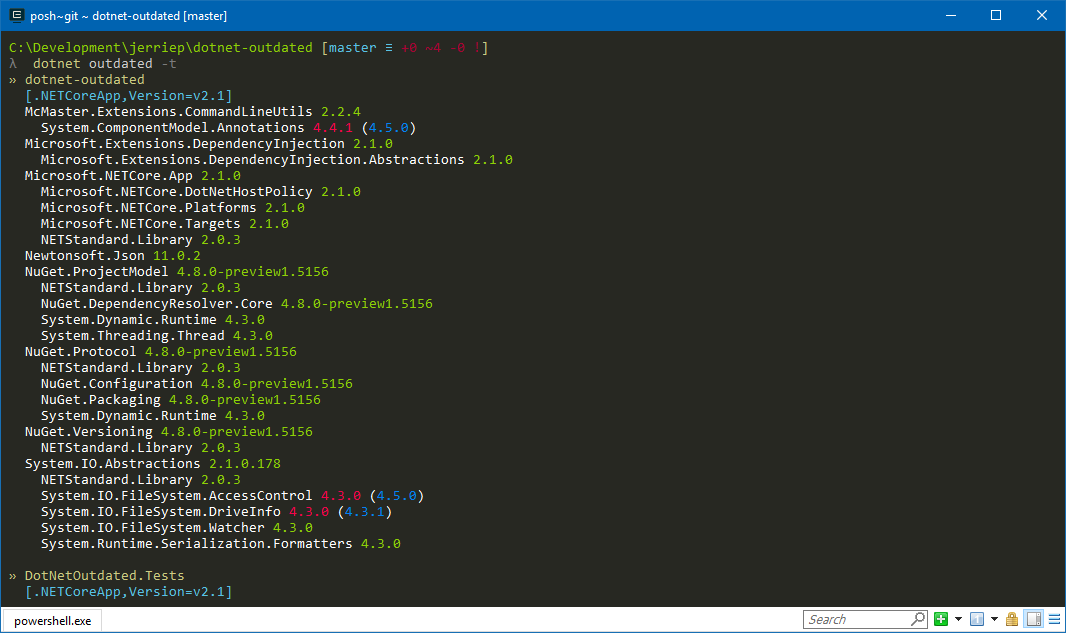 posh~git ~ dotnet-outdated [master]
C:\Development\jerriep\dotnet-outdated [master ≡ +0 ~4 -0 !]
λ  dotnet outdated -t
» dotnet-outdated
  [.NETCoreApp,Version=v2.1]
  McMaster.Extensions.CommandLineUtils 2.2.4
    System.ComponentModel.Annotations 4.4.1 (4.5.0)
  Microsoft.Extensions.DependencyInjection 2.1.0
    Microsoft.Extensions.DependencyInjection.Abstractions 2.1.0
  Microsoft.NETCore.App 2.1.0
    Microsoft.NETCore.DotNetHostPolicy 2.1.0
    Microsoft.NETCore.Platforms 2.1.0
    Microsoft.NETCore.Targets 2.1.0
    NETStandard.Library 2.0.3
  Newtonsoft.Json 11.0.2
  NuGet.ProjectModel 4.8.0-preview1.5156
    NETStandard.Library 2.0.3
    NuGet.DependencyResolver.Core 4.8.0-preview1.5156
    System.Dynamic.Runtime 4.3.0
    System.Threading.Thread 4.3.0
  NuGet.Protocol 4.8.0-preview1.5156
    NETStandard.Library 2.0.3
    NuGet.Configuration 4.8.0-preview1.5156
    NuGet.Packaging 4.8.0-preview1.5156
    System.Dynamic.Runtime 4.3.0
  NuGet.Versioning 4.8.0-preview1.5156
    NETStandard.Library 2.0.3
  System.IO.Abstractions 2.1.0.178
    NETStandard.Library 2.0.3
    System.IO.FileSystem.AccessControl 4.3.0 (4.5.0)
    System.IO.FileSystem.DriveInfo 4.3.0 (4.3.1)
    System.IO.FileSystem.Watcher 4.3.0
    System.Runtime.Serialization.Formatters 4.3.0
» DotNetOutdated.Tests
  [.NETCoreApp,Version=v2.1]
powershell.exe
Search
1